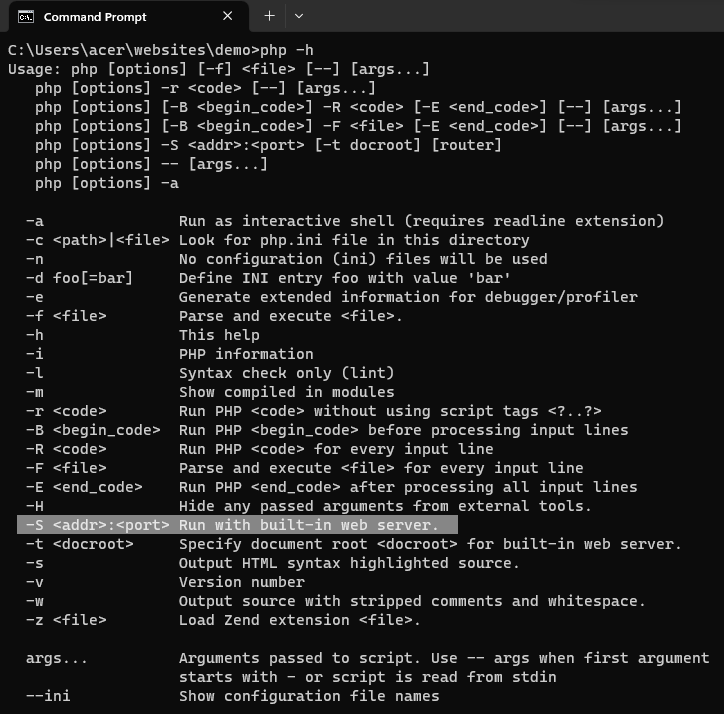 Command Prompt
C:\Users\acer\websites\demo>php -h
Usage: php [options] [-f] <file> [--] [args...]
   php [options] -r <code> [--] [args...]
   php [options] [-B <begin_code>] -R <code> [-E <end_code>] [--] [args...]
   php [options] [-B <begin_code>] -F <file> [-E <end_code>] [--] [args...]
   php [options] -S <addr>:<port> [-t docroot] [router]
   php [options] -- [args...]
   php [options] -a

  -a               Run as interactive shell (requires readline extension)
  -c <path>|<file> Look for php.ini file in this directory
  -n               No configuration (ini) files will be used
  -d foo[=bar]     Define INI entry foo with value 'bar'
  -e               Generate extended information for debugger/profiler
  -f <file>        Parse and execute <file>.
  -h               This help
  -i               PHP information
  -l               Syntax check only (lint)
  -m               Show compiled in modules
  -r <code>        Run PHP <code> without using script tags <?..?>
  -B <begin_code>  Run PHP <begin_code> before processing input lines
  -R <code>        Run PHP <code> for every input line
  -F <file>        Parse and execute <file> for every input line
  -E <end_code>    Run PHP <end_code> after processing all input lines
  -H               Hide any passed arguments from external tools.
  -S <addr>:<port> Run with built-in web server.
  -t <docroot>     Specify document root <docroot> for built-in web server.
  -s               Output HTML syntax highlighted source.
  -v               Version number
  -w               Output source with stripped comments and whitespace.
  -z <file>        Load Zend extension <file>.

  args...          Arguments passed to script. Use -- args when first argument
                   starts with - or script is read from stdin
  --ini            Show configuration file names